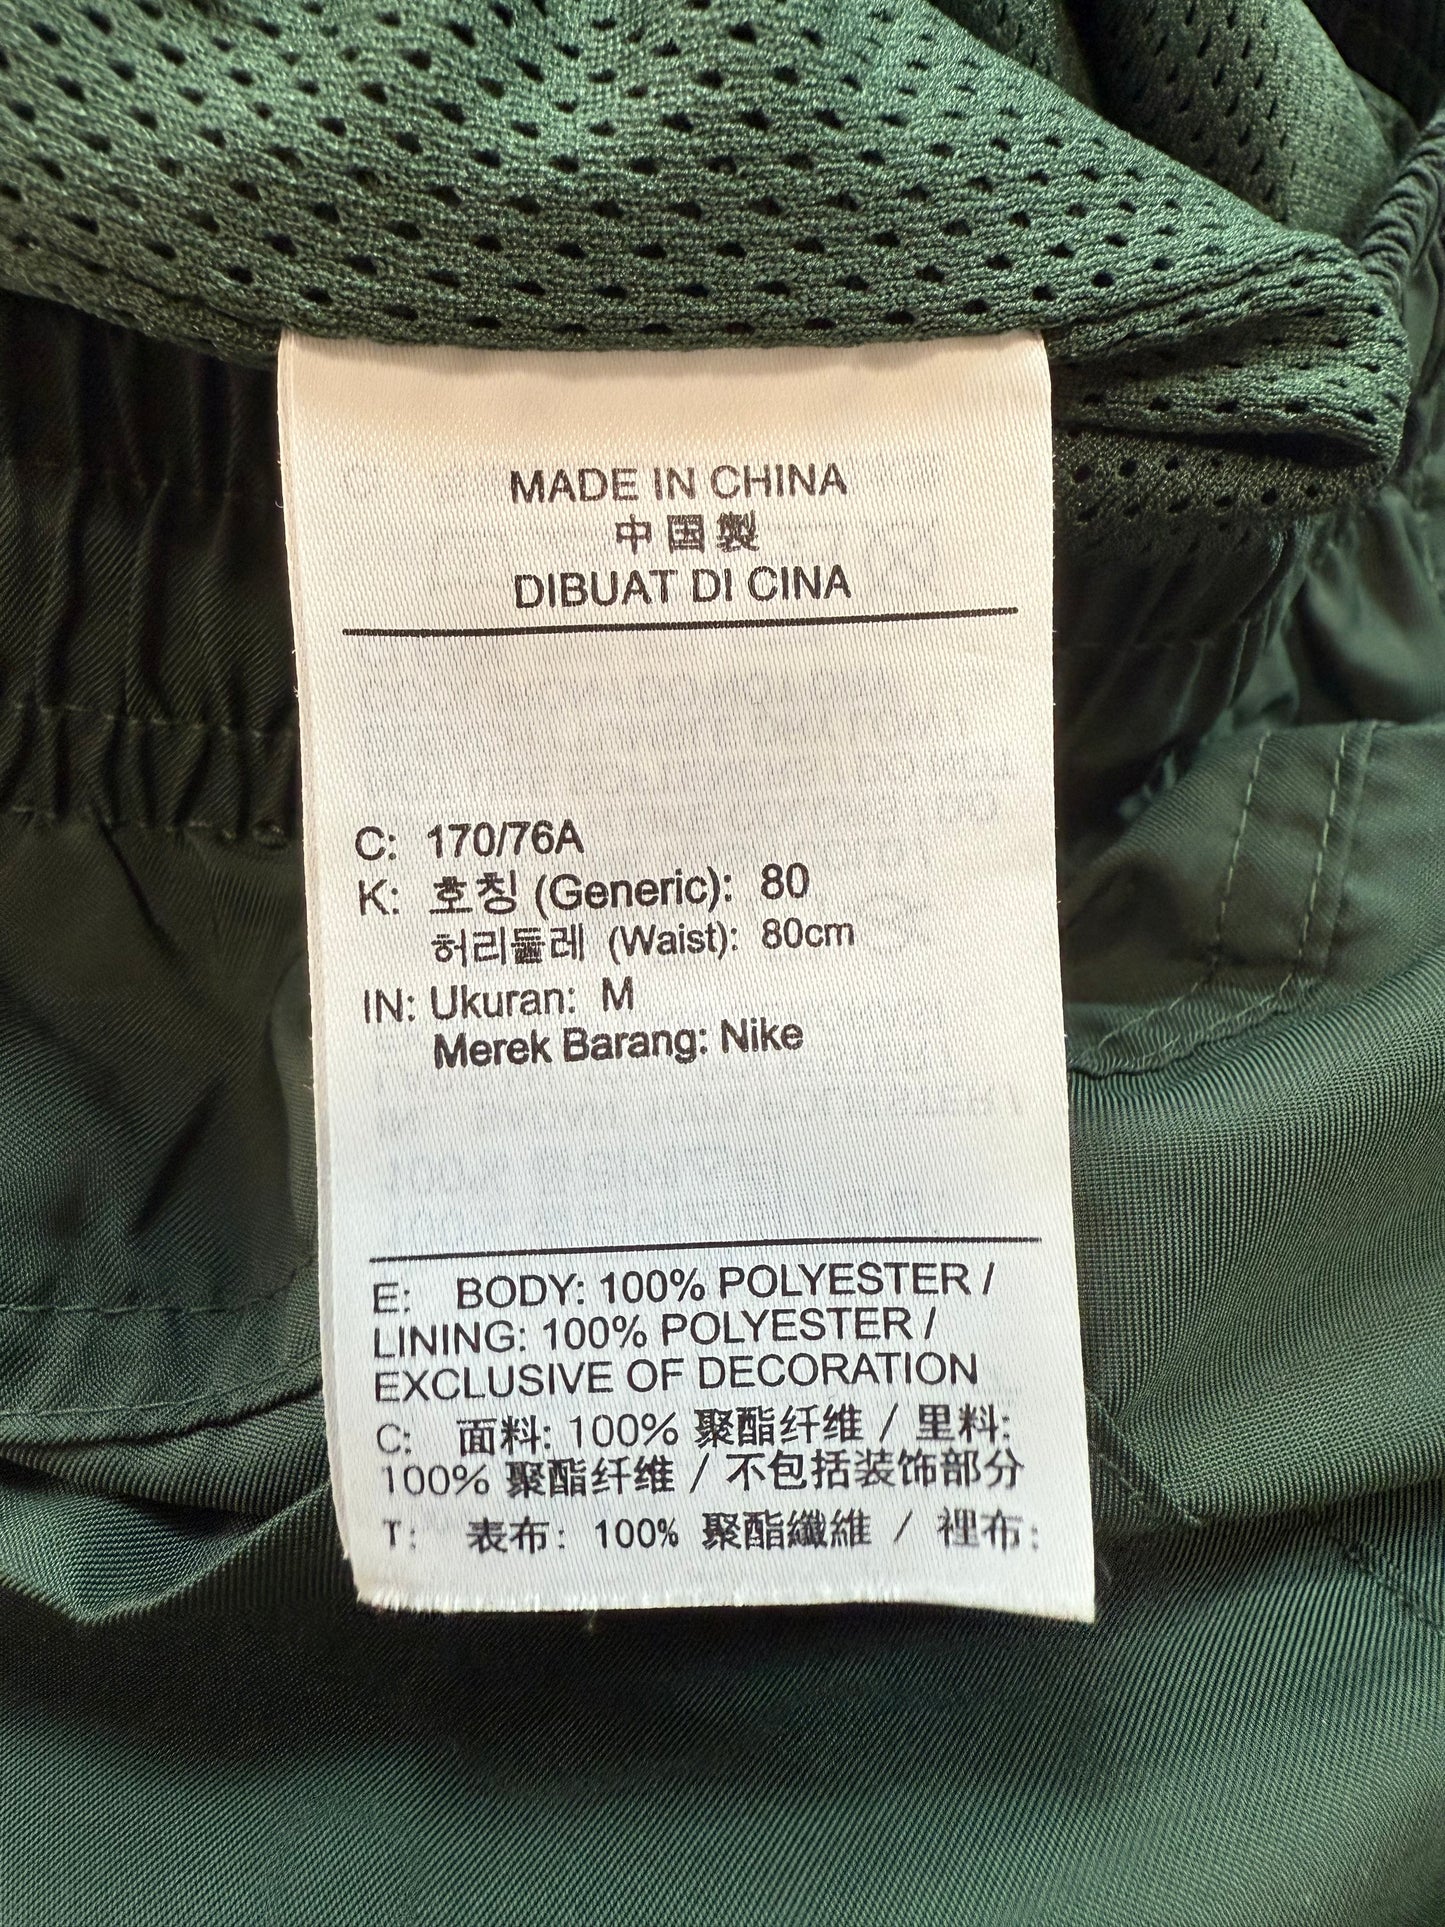 MADE IN CHINA
中国製
DIBUAT DI CINA
C: 170/76A
K: 호칭 (Generic): 80
허리둘레 (Waist): 80cm
IN: Ukuran: M
Merek Barang: Nike
E: BODY: 100% POLYESTER /
LINING: 100% POLYESTER /
EXCLUSIVE OF DECORATION
C: 面料: 100% 聚酯纤维 / 里料:
100% 聚酯纤维 / 不包括装饰部分
T: 表布: 100% 聚酯纖維 / 裡布: